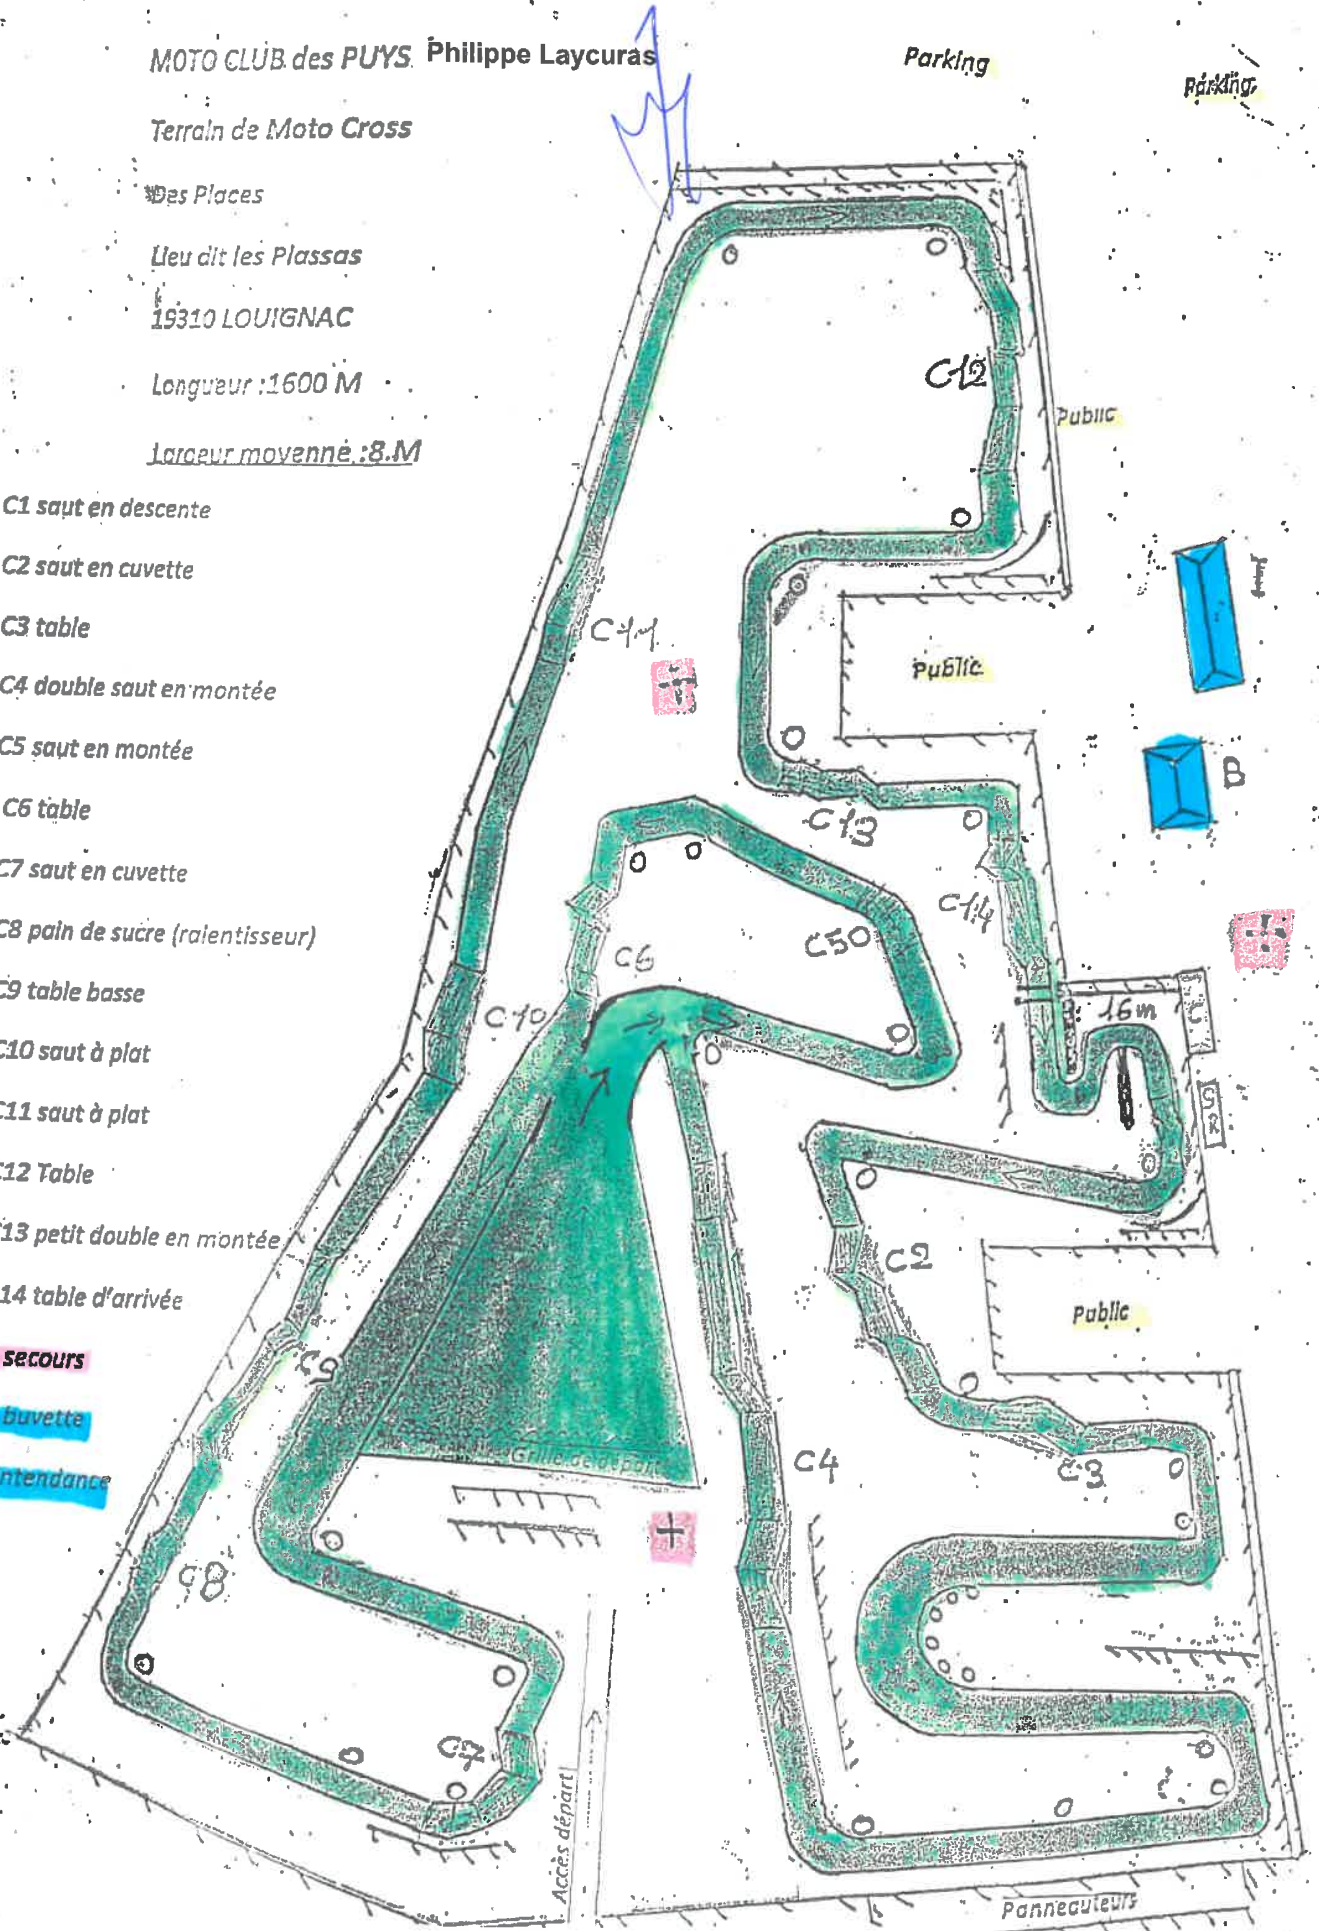 MOTO CLUB des PUYS Philippe Laycuras
Terrain de Moto Cross
Des Places
Lieu dit les Plassas
19310 LOUIGNAC
Longueur :1600 M
Largeur moyenne :8.M
C1 saut en descente
C2 saut en cuvette
C3 table
C4 double saut en montée
C5 saut en montée
C6 table
C7 saut en cuvette
C8 pain de sucre (ralentisseur)
C9 table basse
C10 saut à plat
C11 saut à plat
C12 Table
C13 petit double en montée
14 table d'arrivée
secours
buvette
ntendance
Parking
Parking
C12
Public
C11
Public
I
B
C13
C14
C50
C6
C10
16m
C2
Public
C9
Grille de départ
C4
C3
C8
C7
Accès départ
Panneauteurs